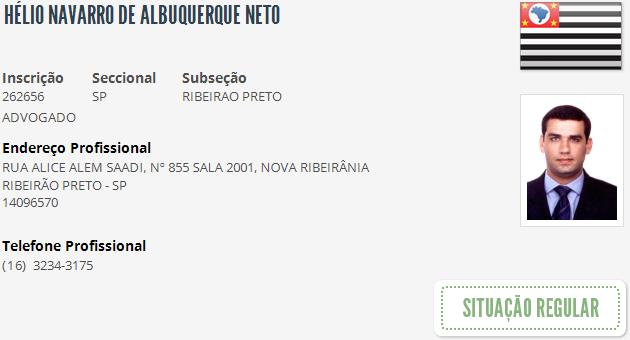 HÉLIO NAVARRO DE ALBUQUERQUE NETO
Inscrição Seccional Subseção
262656 SP RIBEIRAO PRETO
ADVOGADO
Endereço Profissional
RUA ALICE ALEM SAADI, Nº 855 SALA 2001, NOVA RIBEIRÂNIA
RIBEIRÃO PRETO - SP
14096570
Telefone Profissional
(16) 3234-3175
SITUAÇÃO REGULAR